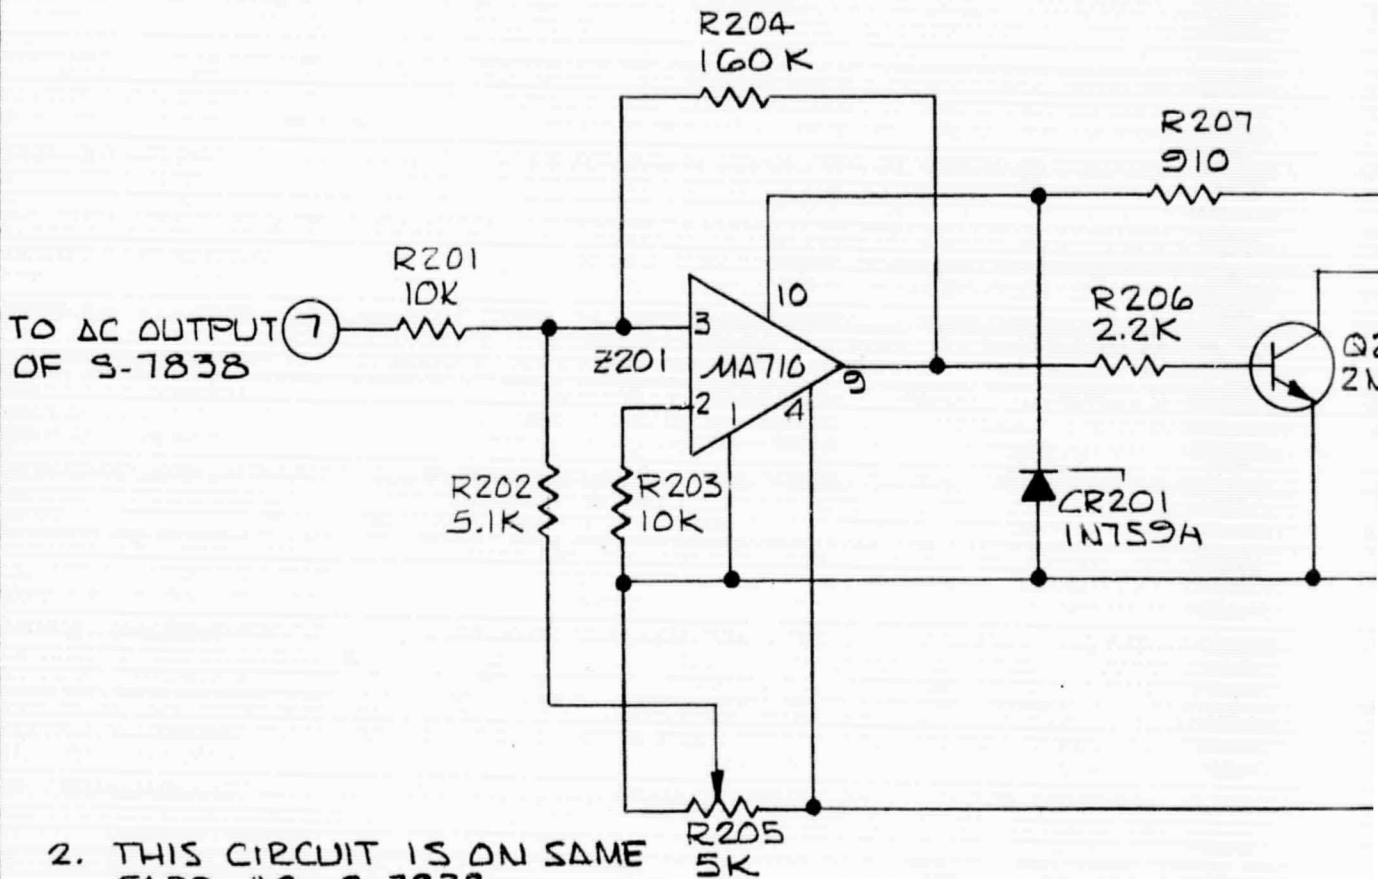 R204
160K
R207
910
R201
10K
TO AC OUTPUT 7
OF S-7838
3
10
Z201
MA710
9
2
1
4
R206
2.2K
R202
5.1K
R203
10K
CR201
1N759A
R205
5K
2. THIS CIRCUIT IS ON SAME